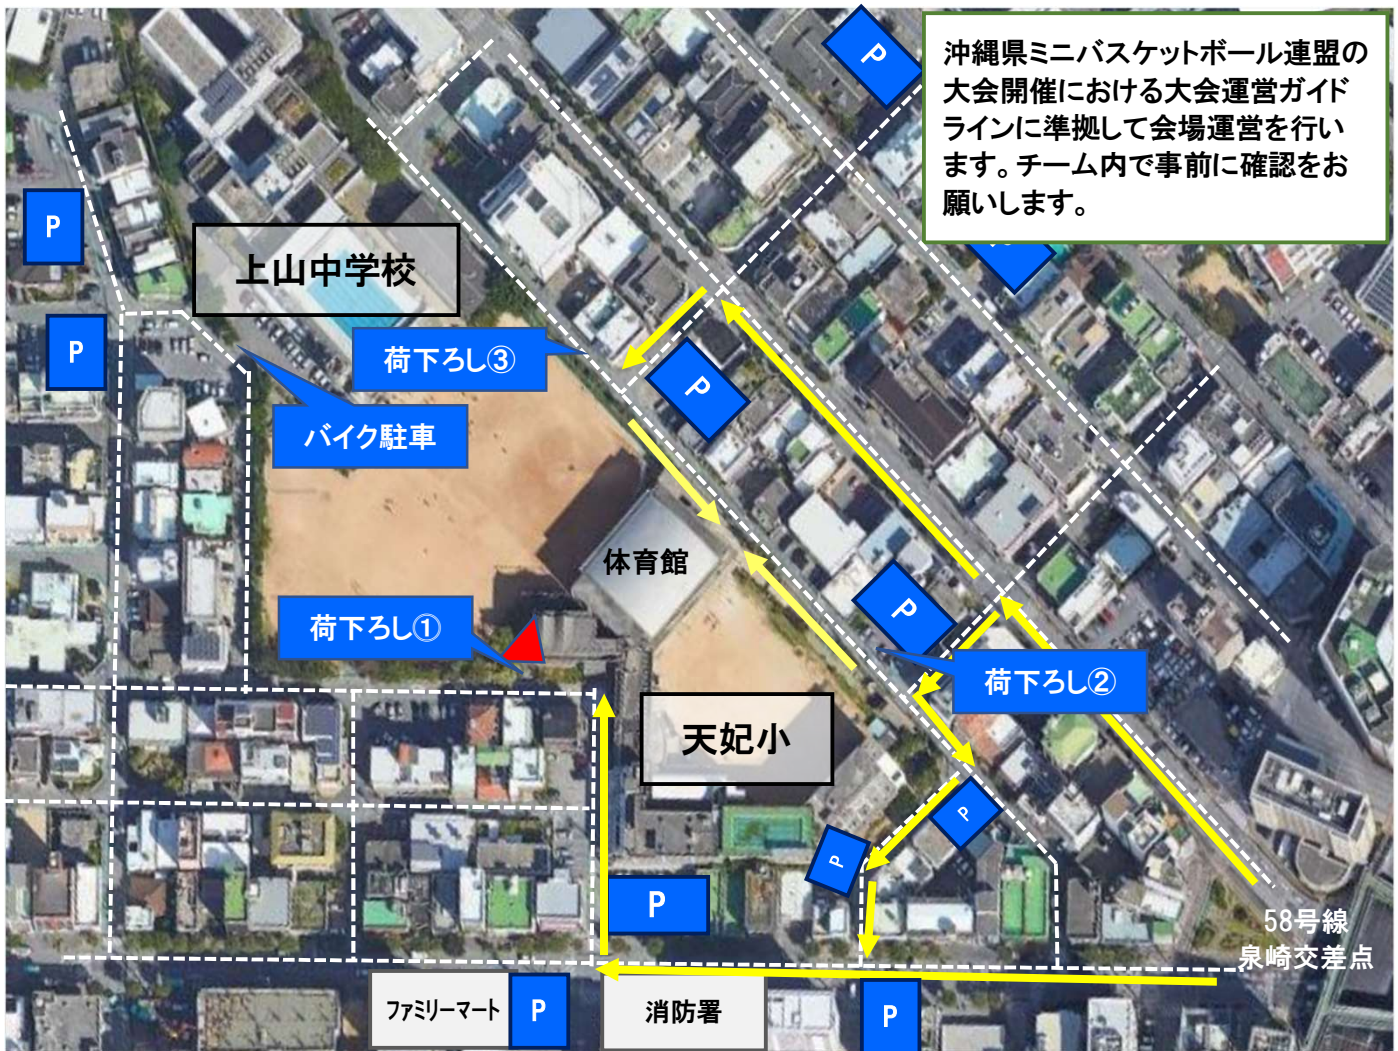 沖縄県ミニバスケットボール連盟の
大会開催における大会運営ガイド
ラインに準拠して会場運営を行い
ます。チーム内で事前に確認をお
願いします。
P
P
P
上山中学校
荷下ろし③
P
バイク駐車
体育館
P
荷下ろし①
荷下ろし②
天妃小
P
P
P
58号線
泉崎交差点
ファミリーマート
P
消防署
P